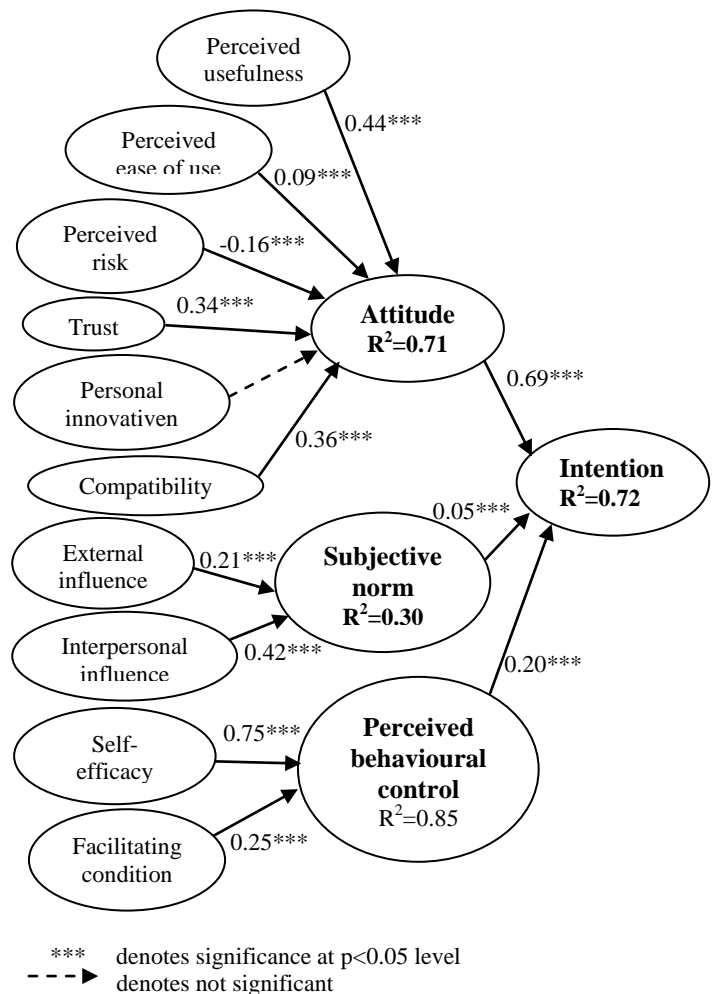 Perceived
usefulness
0.44***
Perceived
ease of use
0.09***
Perceived
risk
-0.16***
Trust
0.34***
Attitude
R²=0.71
Personal
innovativen
0.69***
Compatibility
0.36***
Intention
R²=0.72
External
influence
0.21***
Subjective
norm
R²=0.30
0.05***
Interpersonal
influence
0.42***
0.20***
Self-
efficacy
0.75***
Perceived
behavioural
control
R²=0.85
Facilitating
condition
0.25***
*** denotes significance at p<0.05 level
denotes not significant